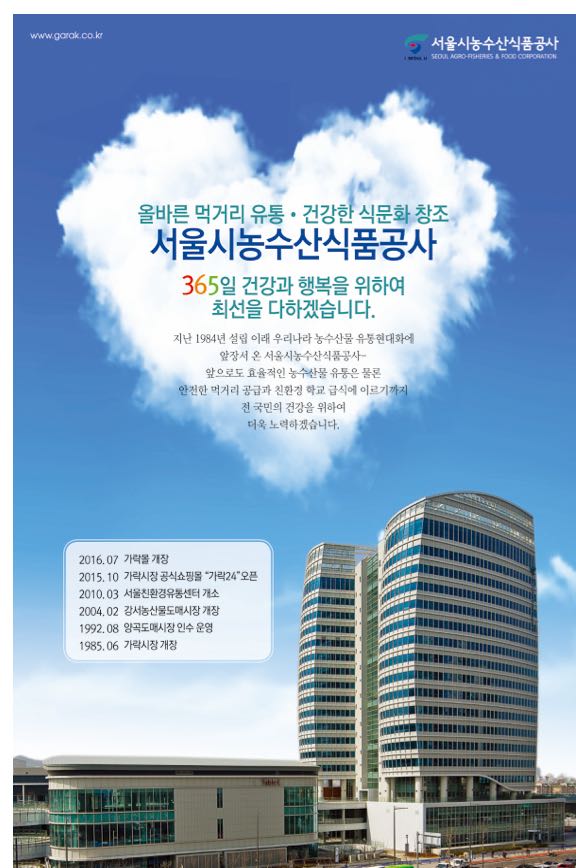 www.garak.co.kr
서울시농수산식품공사
SEOUL AGRO-FISHERIES & FOOD CORPORATION
올바른 먹거리 유통 • 건강한 식문화 창조
서울시농수산식품공사
365일 건강과 행복을 위하여
최선을 다하겠습니다.
지난 1984년 설립 이래 우리나라 농수산물 유통현대화에
앞장서 온 서울시농수산식품공사-
앞으로도 효율적인 농수산물 유통은 물론
안전한 먹거리 공급과 친환경 학교 급식에 이르기까지
전 국민의 건강을 위하여
더욱 노력하겠습니다.
2016. 07 가락몰 개장
2015. 10 가락시장 공식쇼핑몰 “가락24”오픈
2010. 03 서울친환경유통센터 개소
2004. 02 강서농산물도매시장 개장
1992. 08 양곡도매시장 인수 운영
1985. 06 가락시장 개장